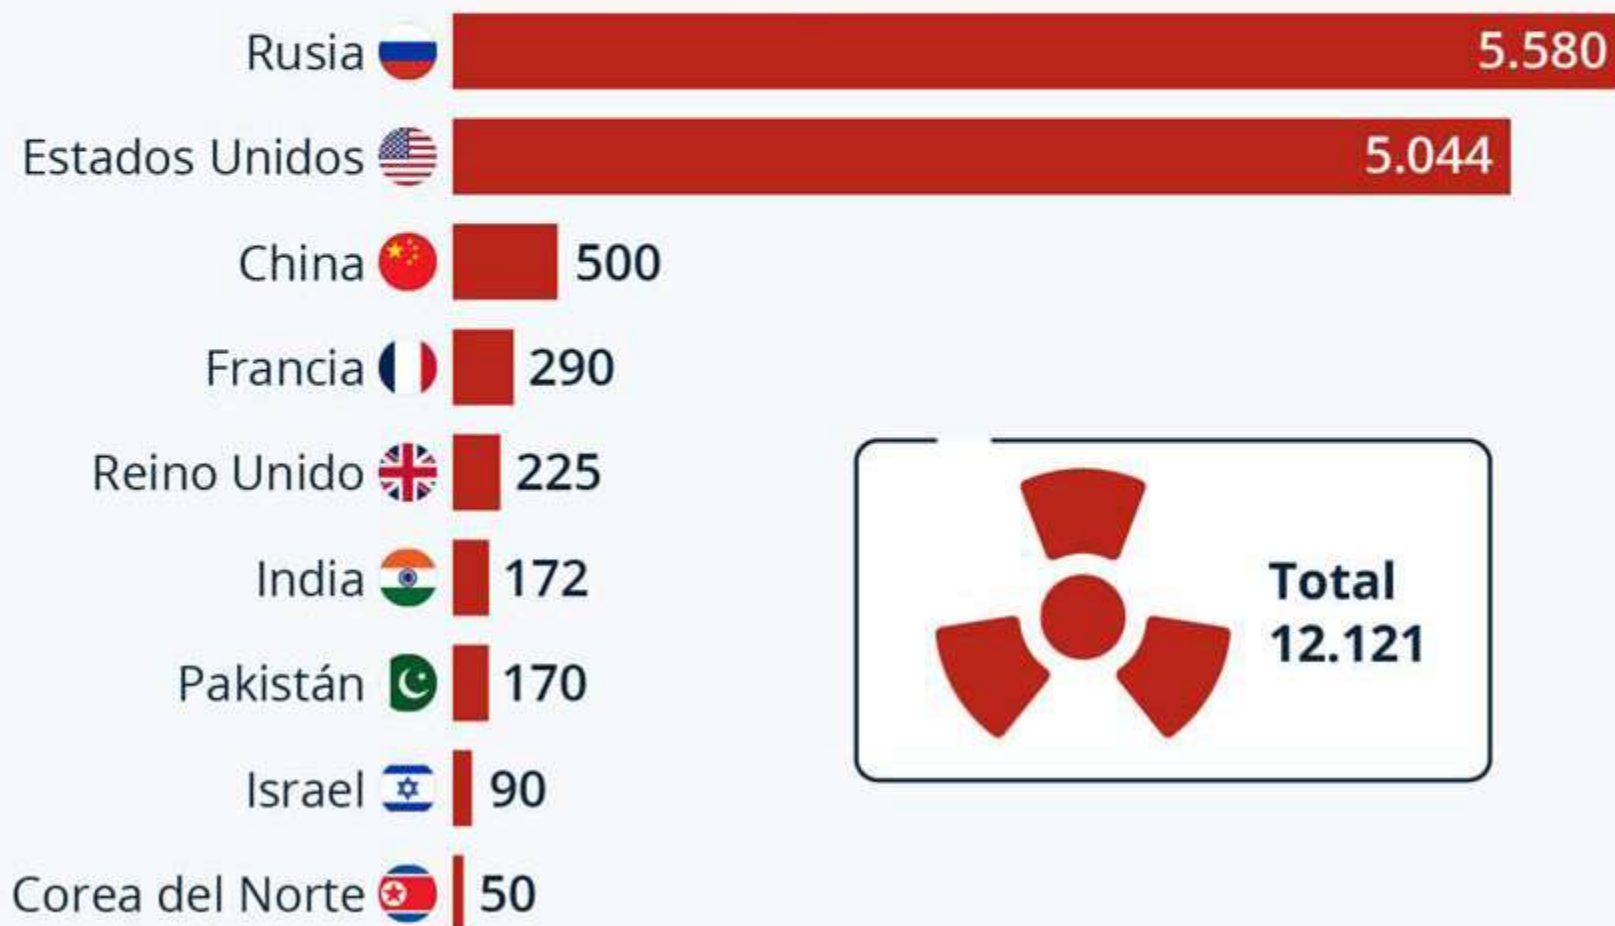 Rusia 5.580
Estados Unidos 5.044
China 500
Francia 290
Reino Unido 225
India 172
Pakistán 170
Israel 90
Corea del Norte 50
Total
12.121